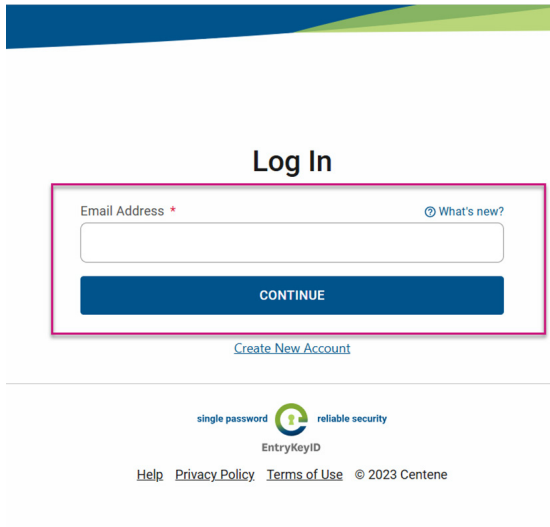 Log In
Email Address *
What's new?
CONTINUE
Create New Account
single password reliable security
EntryKeyID
Help Privacy Policy Terms of Use © 2023 Centene